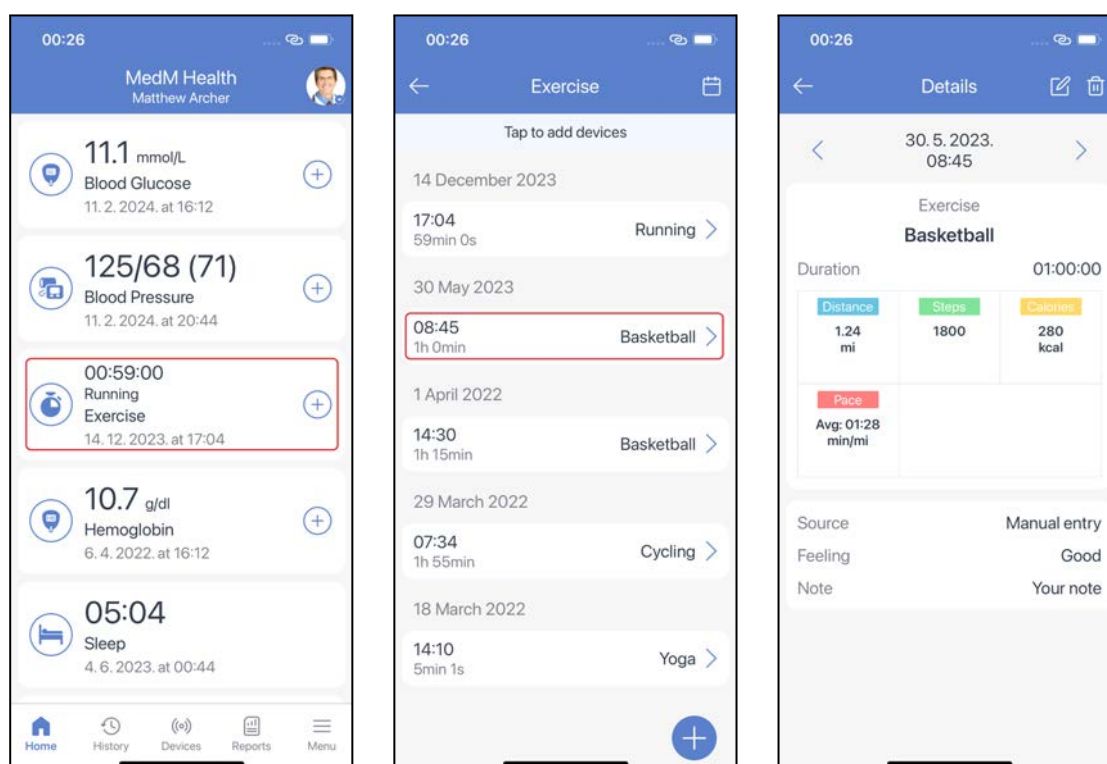 00:26
MedM Health
Matthew Archer
11.1 mmol/L
Blood Glucose
11. 2. 2024. at 16:12
125/68 (71)
Blood Pressure
11. 2. 2024. at 20:44
00:59:00
Running
Exercise
14. 12. 2023. at 17:04
10.7 g/dl
Hemoglobin
6. 4. 2022. at 16:12
05:04
Sleep
4. 6. 2023. at 00:44
Home History Devices Reports Menu
00:26
Exercise
Tap to add devices
14 December 2023
17:04
59min 0s
Running
30 May 2023
08:45
1h 0min
Basketball
1 April 2022
14:30
1h 15min
Basketball
29 March 2022
07:34
1h 55min
Cycling
18 March 2022
14:10
5min 1s
Yoga
00:26
Details
30. 5. 2023.
08:45
Exercise
Basketball
Duration 01:00:00
Distance Steps Calories
1.24 1800 280
mi kcal
Pace
Avg: 01:28
min/mi
Source Manual entry
Feeling Good
Note Your note